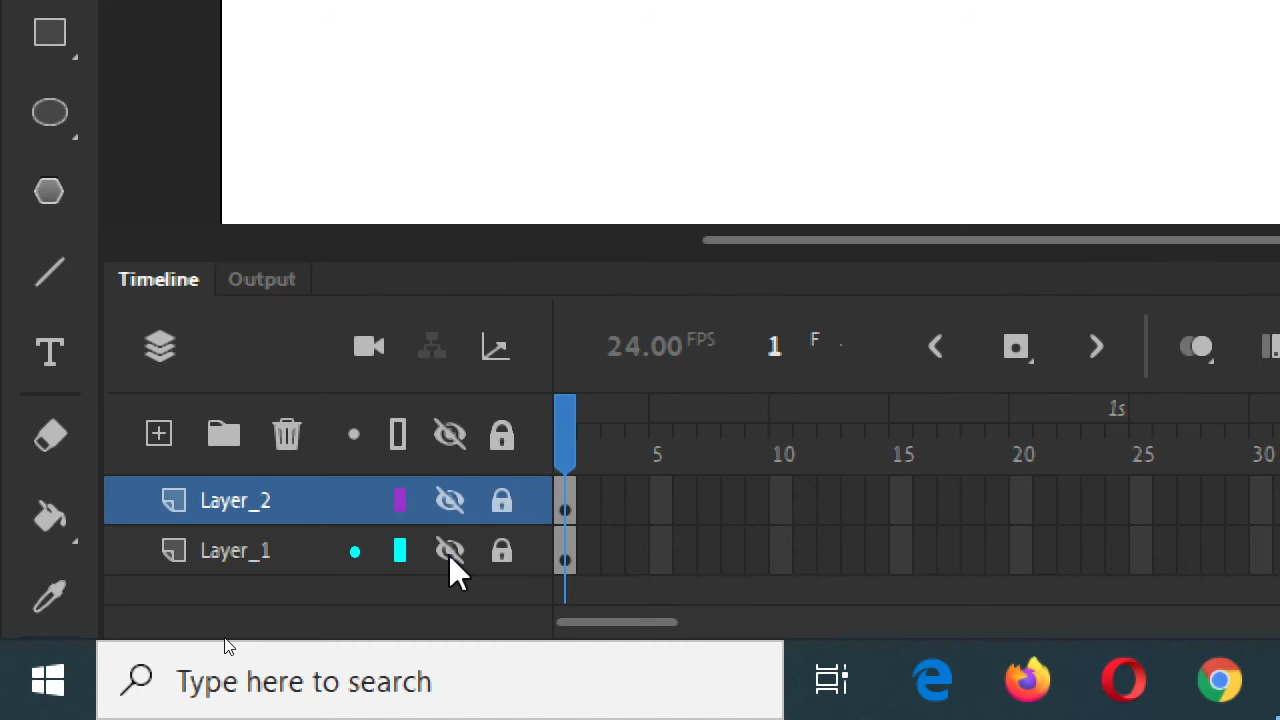 Timeline Output
24.00 FPS 1 F
1s
5 10 15 20 25 30
Layer_2
Layer_1
Type here to search